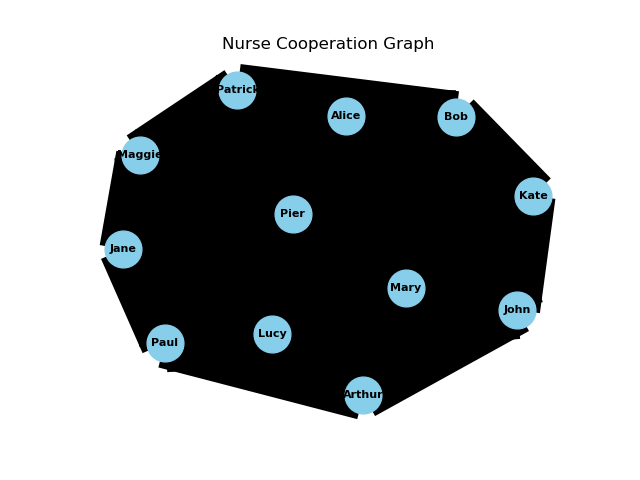 Nurse Cooperation Graph
Patrick
Alice
Bob
Maggie
Kate
Pier
Jane
Mary
John
Lucy
Paul
Arthur